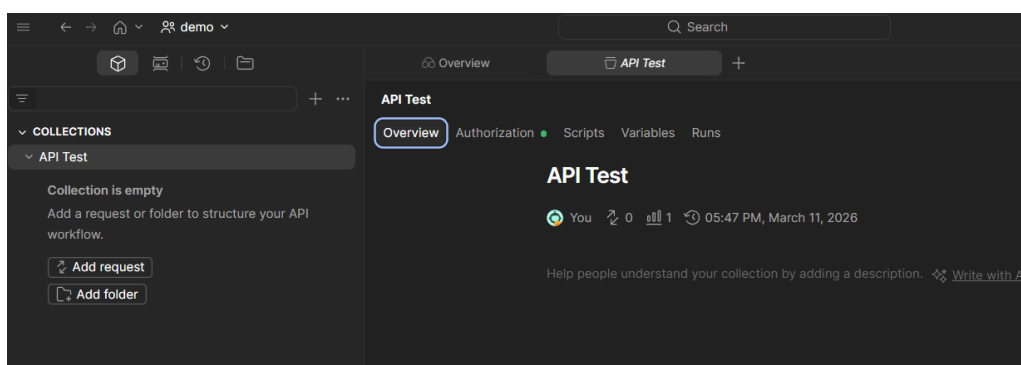 demo
Search
Overview
API Test
API Test
COLLECTIONS
Overview Authorization Scripts Variables Runs
API Test
API Test
Collection is empty
You 0 1 05:47 PM, March 11, 2026
Add a request or folder to structure your API
workflow.
Add request
Help people understand your collection by adding a description. Write with A
Add folder